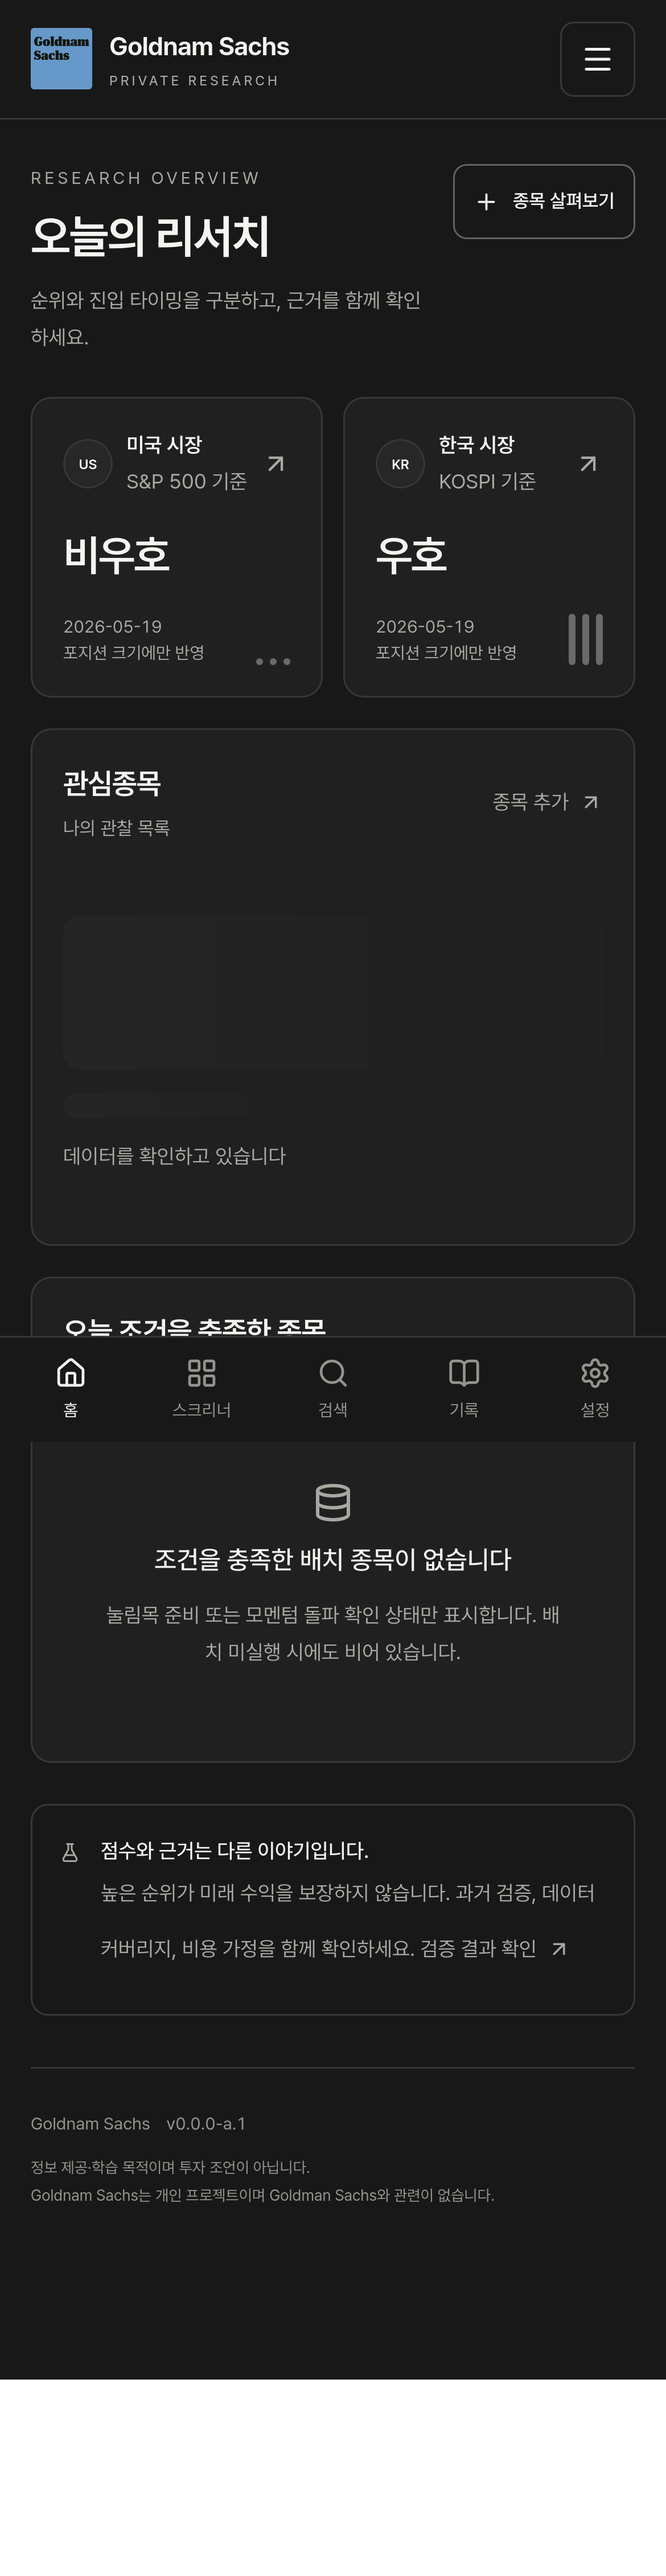 Goldnam
Sachs
Goldnam Sachs
PRIVATE RESEARCH
RESEARCH OVERVIEW
오늘의 리서치
종목 살펴보기
순위와 진입 타이밍을 구분하고, 근거를 함께 확인
하세요.
US
미국 시장
S&P 500 기준
비우호
2026-05-19
포지션 크기에만 반영
KR
한국 시장
KOSPI 기준
우호
2026-05-19
포지션 크기에만 반영
관심종목
나의 관찰 목록
종목 추가
데이터를 확인하고 있습니다
오늘 조건을 충족한 종목
홈
스크리너
검색
기록
설정
조건을 충족한 배치 종목이 없습니다
눌림목 준비 또는 모멘텀 돌파 확인 상태만 표시합니다. 배
치 미실행 시에도 비어 있습니다.
점수와 근거는 다른 이야기입니다.
높은 순위가 미래 수익을 보장하지 않습니다. 과거 검증, 데이터
커버리지, 비용 가정을 함께 확인하세요. 검증 결과 확인
Goldnam Sachs v0.0.0-a.1
정보 제공·학습 목적이며 투자 조언이 아닙니다.
Goldnam Sachs는 개인 프로젝트이며 Goldman Sachs와 관련이 없습니다.